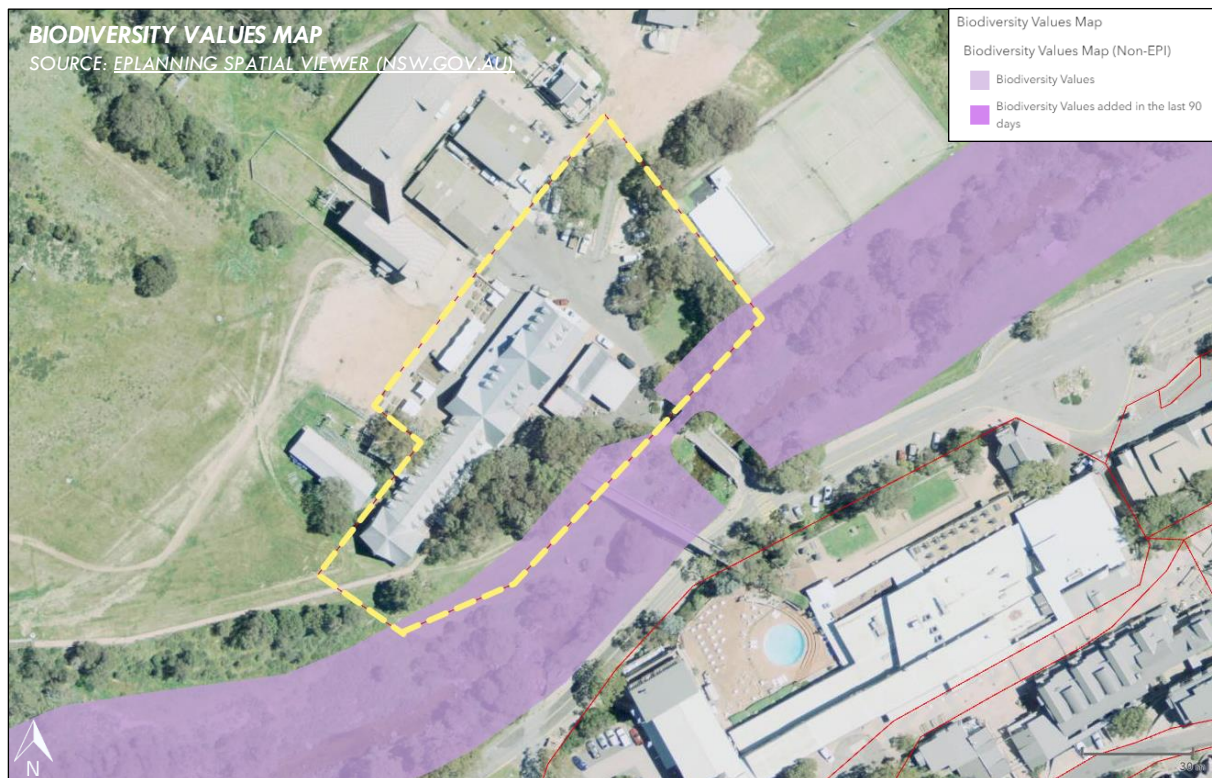 BIODIVERSITY VALUES MAP
SOURCE: EPLANNING SPATIAL VIEWER (NSW.GOV.AU)
Biodiversity Values Map
Biodiversity Values Map (Non-EPI)
Biodiversity Values
Biodiversity Values added in the last 90
days
N
30 m